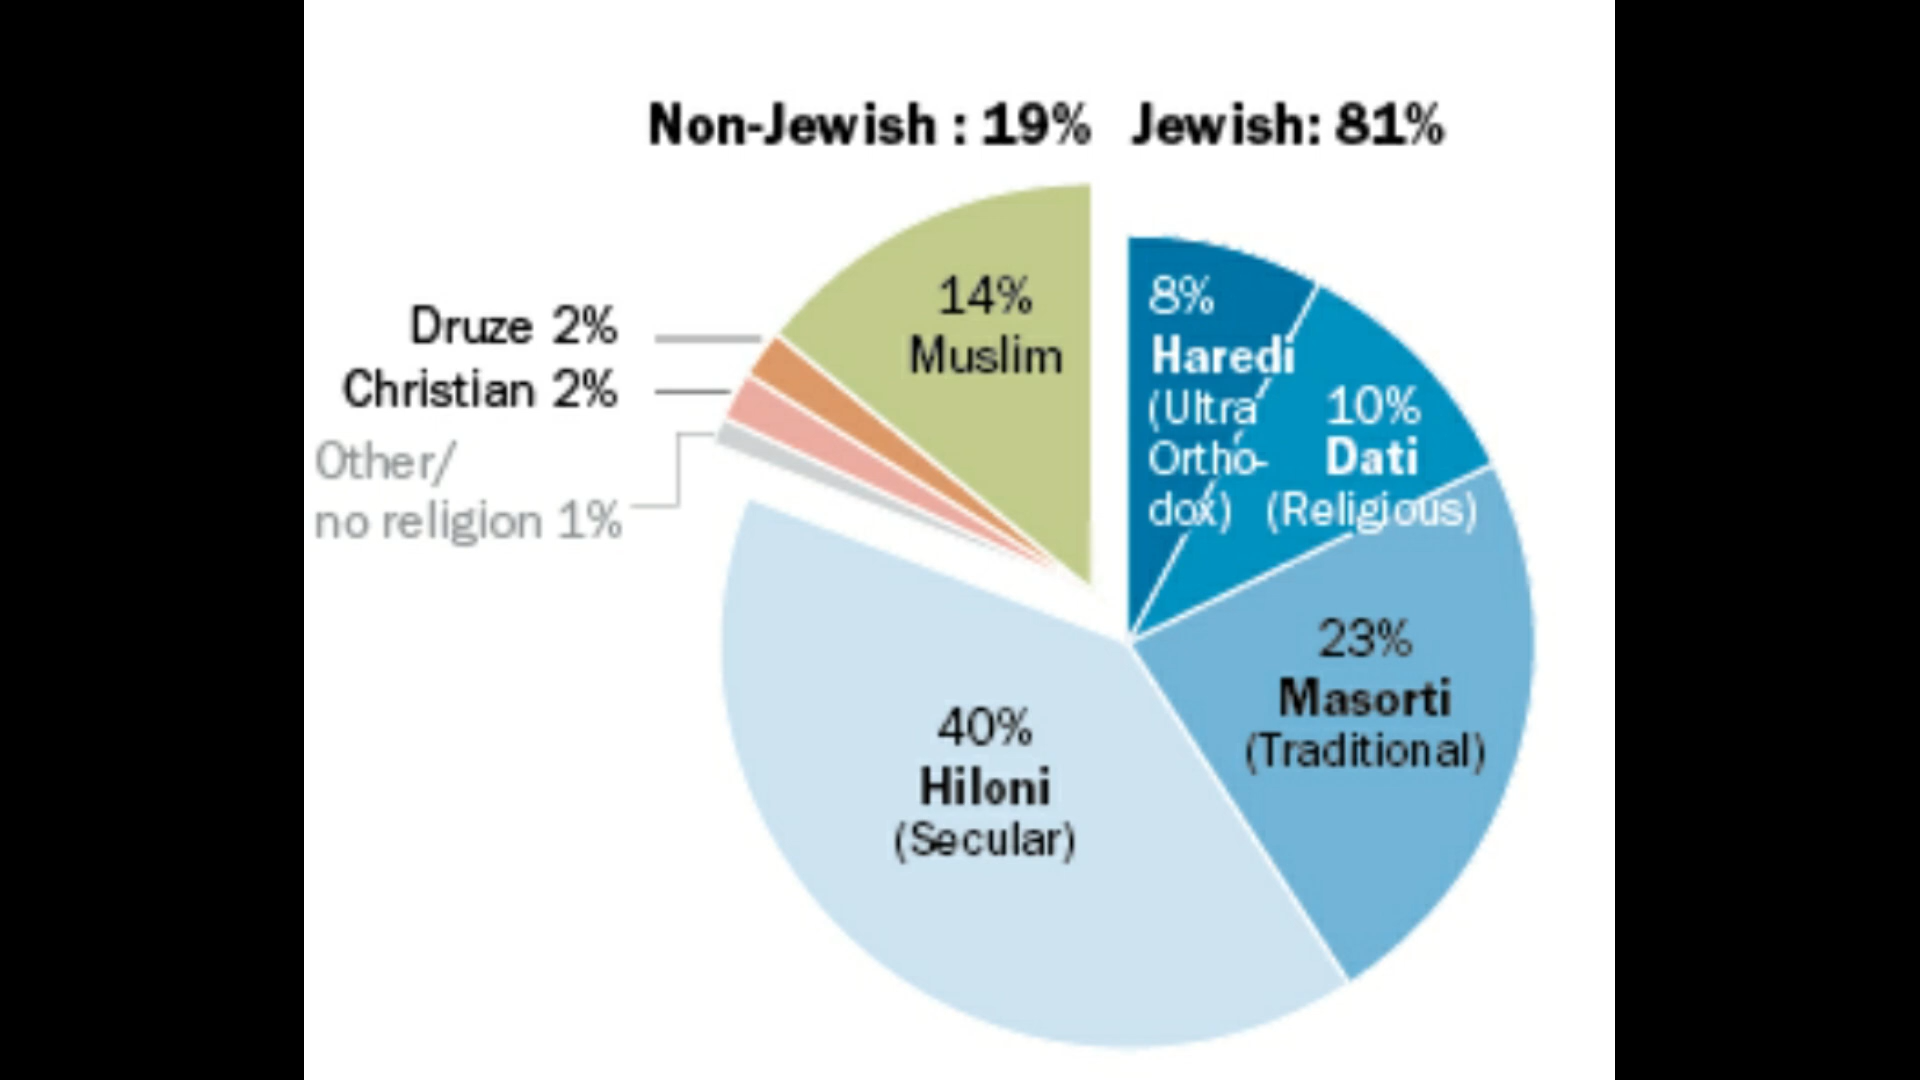 Non-Jewish : 19%
Jewish: 81%
14%
Muslim
Druze 2%
Christian 2%
Other/
no religion 1%
8%
Haredi
(Ultra
Ortho-
dox)
10%
Dati
(Religious)
23%
Masorti
(Traditional)
40%
Hiloni
(Secular)